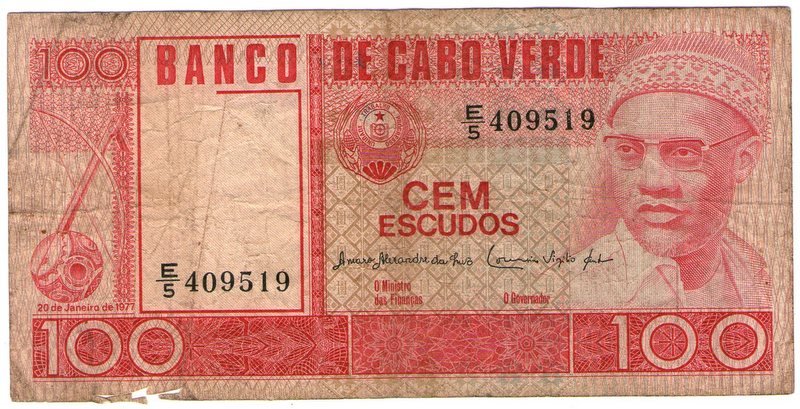 100 BANCO DE CABO VERDE
E/5 409519
CEM
ESCUDOS
E/5 409519
O Ministro
das Finanças
O Governador
20 de Janeiro de 1977
100 100